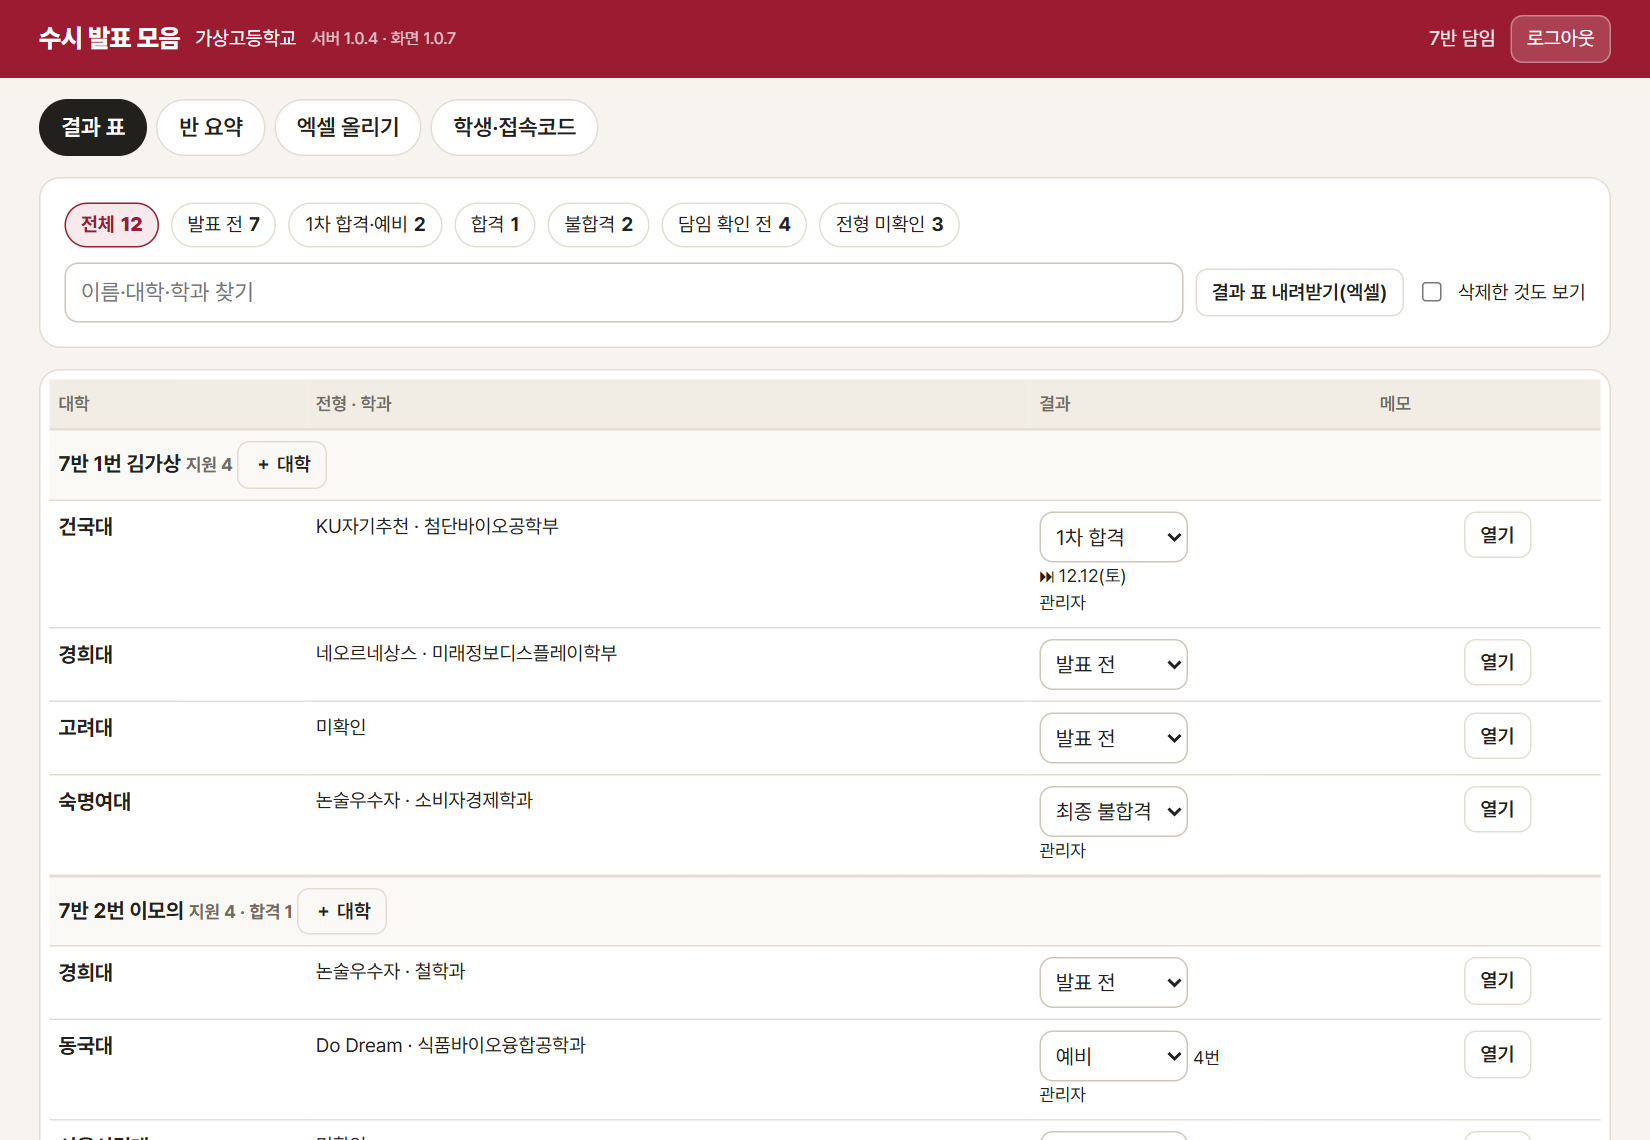 수시 발표 모음 가상고등학교 서버 1.0.4 · 화면 1.0.7 7반 담임 로그아웃
결과 표 반 요약 엑셀 올리기 학생·접속코드
전체 12 발표 전 7 1차 합격·예비 2 합격 1 불합격 2 담임 확인 전 4 전형 미확인 3
이름·대학·학과 찾기 결과 표 내려받기(엑셀) 삭제한 것도 보기
대학 전형 · 학과 결과 메모
7반 1번 김가상 지원 4 + 대학
건국대 KU자기추천 · 첨단바이오공학부 1차 합격 열기
⏭ 12.12(토)
관리자
경희대 네오르네상스 · 미래정보디스플레이학부 발표 전 열기
고려대 미확인 발표 전 열기
숙명여대 논술우수자 · 소비자경제학과 최종 불합격 열기
관리자
7반 2번 이모의 지원 4 · 합격 1 + 대학
경희대 논술우수자 · 철학과 발표 전 열기
동국대 Do Dream · 식품바이오융합공학과 예비 4번 열기
관리자